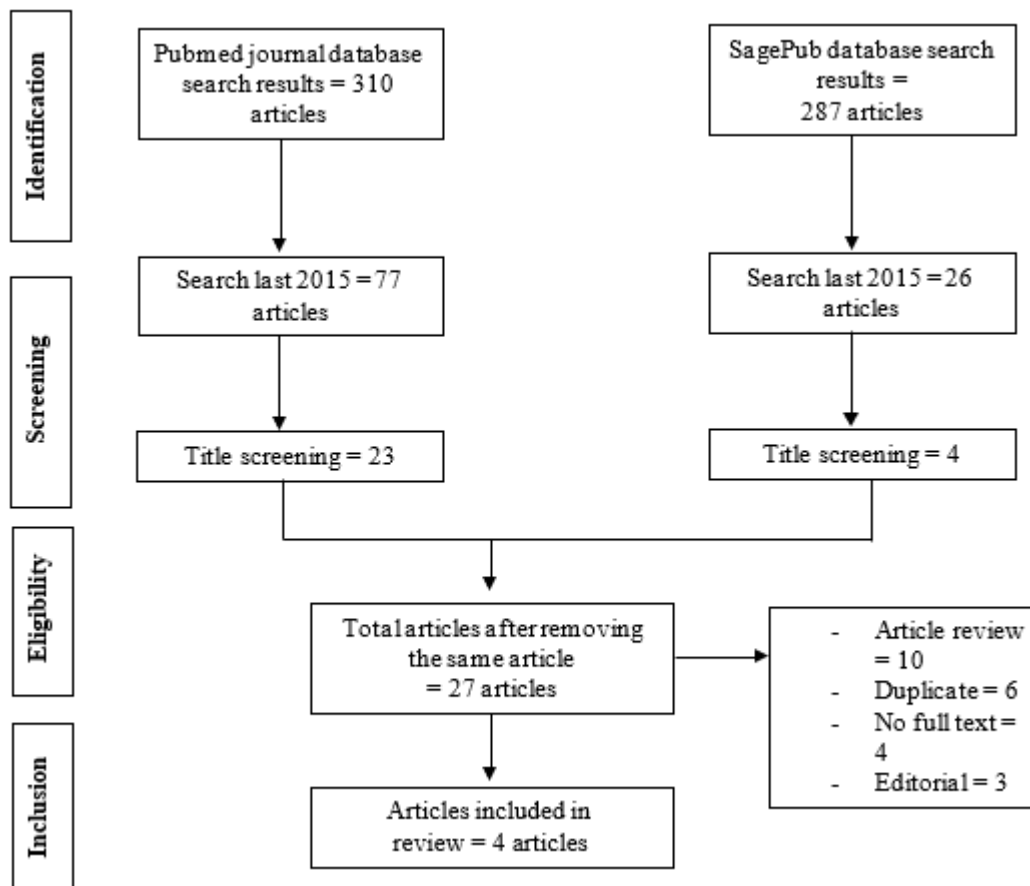 Identification
Pubmed journal database
search results = 310
articles
SagePub database search
results =
287 articles
Screening
Search last 2015 = 77
articles
Search last 2015 = 26
articles
Title screening = 23
Title screening = 4
Eligibility
Total articles after removing
the same article
= 27 articles
- Article review
= 10
- Duplicate = 6
- No full text =
4
- Editorial = 3
Inclusion
Articles included in
review = 4 articles